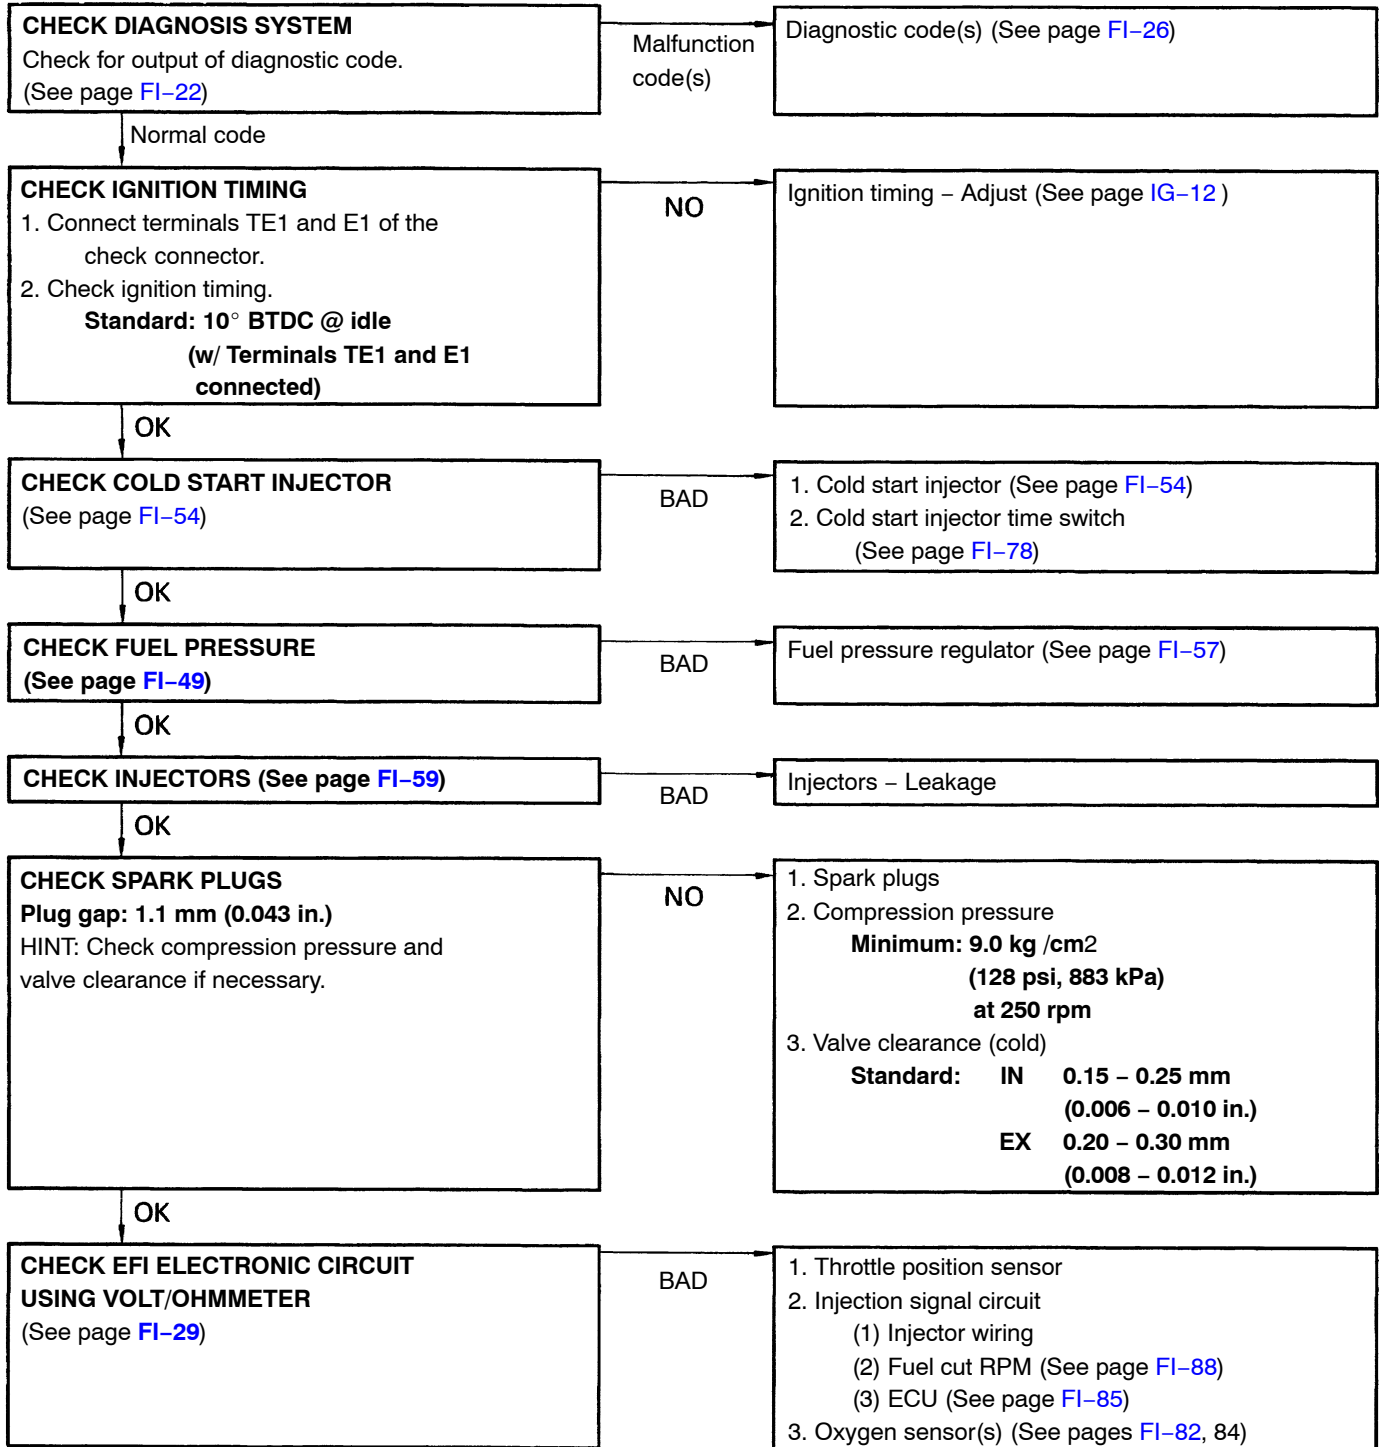 CHECK DIAGNOSIS SYSTEM
Check for output of diagnostic code.
(See page FI–22)
Malfunction
code(s)
Diagnostic code(s) (See page FI–26)
Normal code
CHECK IGNITION TIMING
1. Connect terminals TE1 and E1 of the
check connector.
2. Check ignition timing.
Standard: 10° BTDC @ idle
(w/ Terminals TE1 and E1
connected)
NO
Ignition timing – Adjust (See page IG–12 )
OK
CHECK COLD START INJECTOR
(See page FI–54)
BAD
1. Cold start injector (See page FI–54)
2. Cold start injector time switch
(See page FI–78)
OK
CHECK FUEL PRESSURE
(See page FI–49)
BAD
Fuel pressure regulator (See page FI–57)
OK
CHECK INJECTORS (See page FI–59)
BAD
Injectors – Leakage
OK
CHECK SPARK PLUGS
Plug gap: 1.1 mm (0.043 in.)
HINT: Check compression pressure and
valve clearance if necessary.
NO
1. Spark plugs
2. Compression pressure
Minimum: 9.0 kg /cm2
(128 psi, 883 kPa)
at 250 rpm
3. Valve clearance (cold)
Standard: IN 0.15 – 0.25 mm
(0.006 – 0.010 in.)
EX 0.20 – 0.30 mm
(0.008 – 0.012 in.)
OK
CHECK EFI ELECTRONIC CIRCUIT
USING VOLT/OHMMETER
(See page FI–29)
BAD
1. Throttle position sensor
2. Injection signal circuit
(1) Injector wiring
(2) Fuel cut RPM (See page FI–88)
(3) ECU (See page FI–85)
3. Oxygen sensor(s) (See pages FI–82, 84)